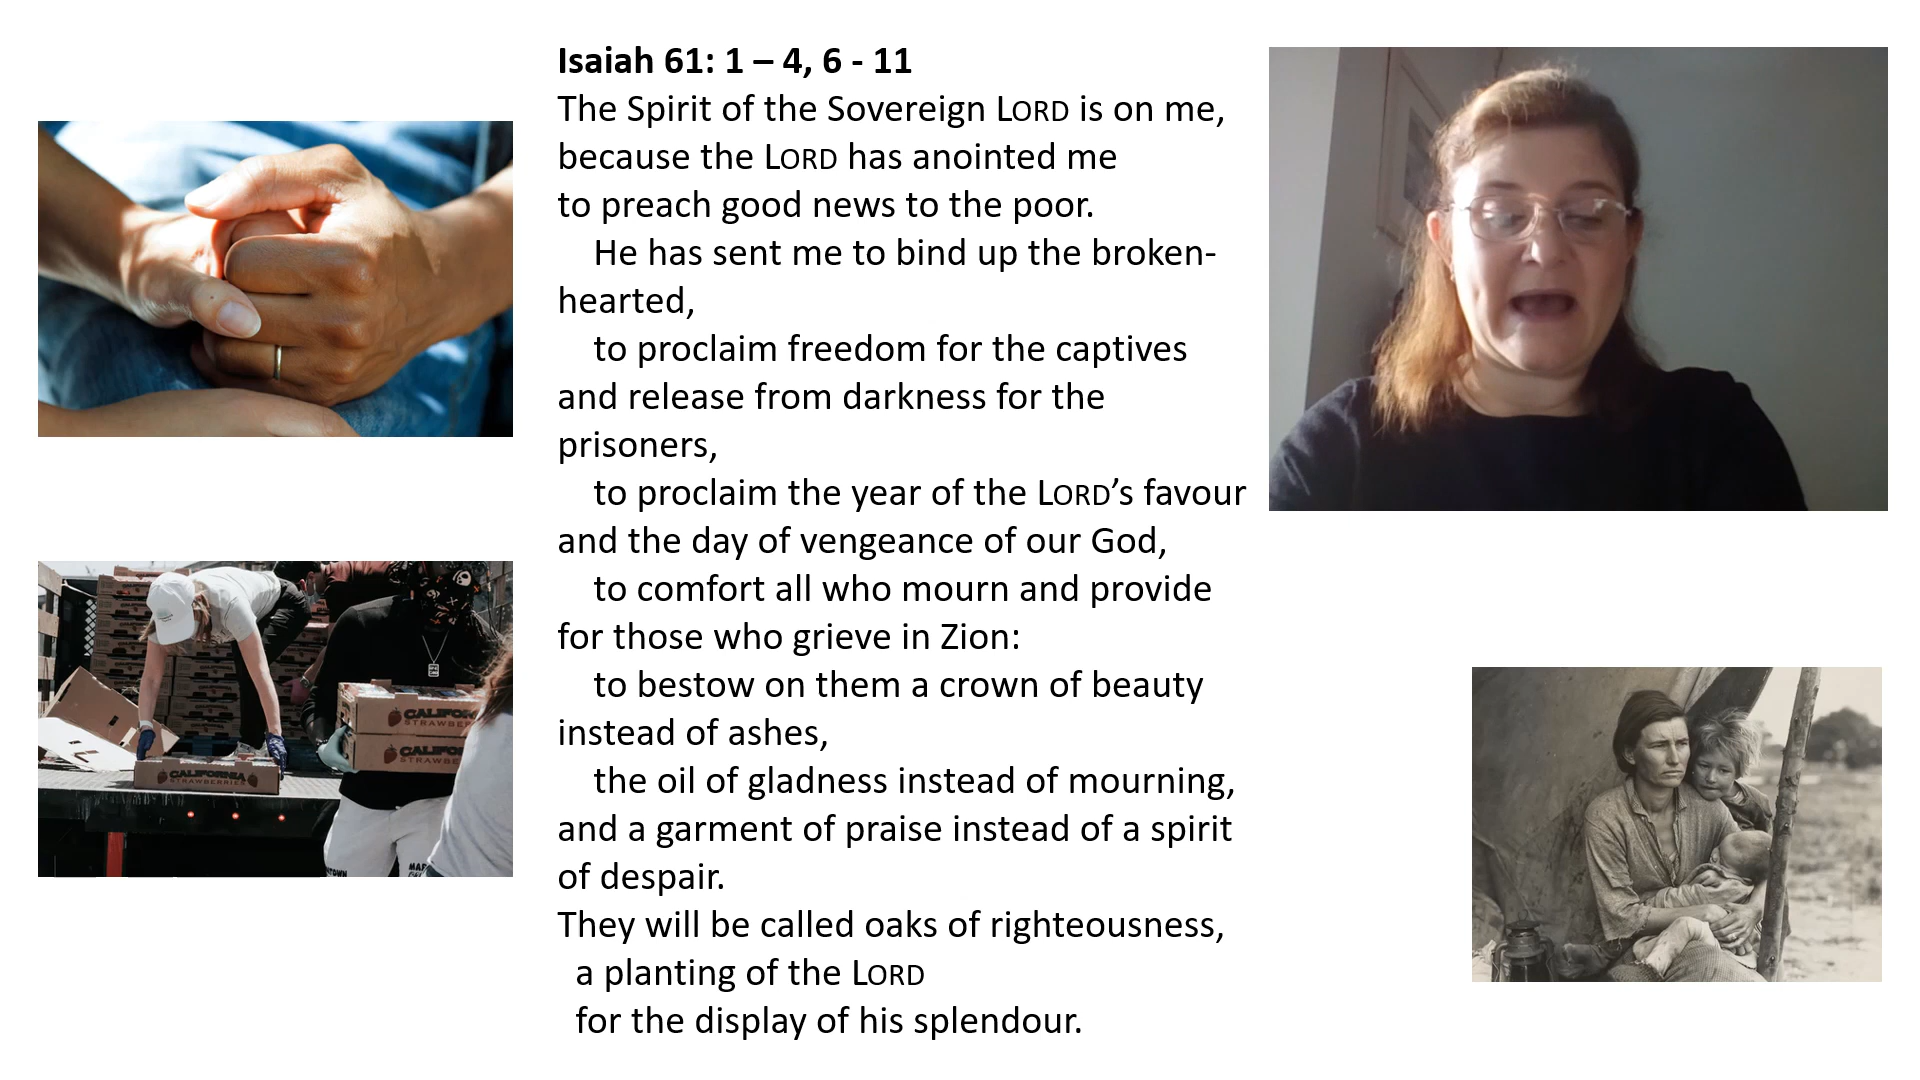 Isaiah 61: 1 – 4, 6 - 11
The Spirit of the Sovereign LORD is on me,
because the LORD has anointed me
to preach good news to the poor.
He has sent me to bind up the broken-
hearted,
to proclaim freedom for the captives
and release from darkness for the
prisoners,
to proclaim the year of the LORD’s favour
and the day of vengeance of our God,
to comfort all who mourn and provide
for those who grieve in Zion:
to bestow on them a crown of beauty
instead of ashes,
the oil of gladness instead of mourning,
and a garment of praise instead of a spirit
of despair.
They will be called oaks of righteousness,
a planting of the LORD
for the display of his splendour.
CALIFORNIA
STRAWBERRIES